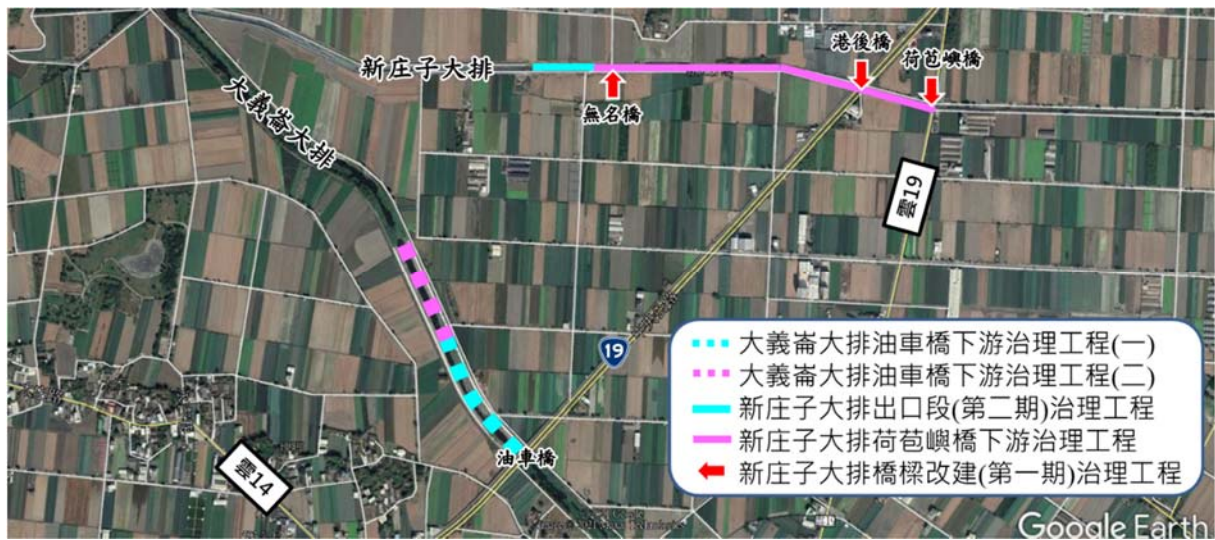 港後橋
荷苞嶼橋
新庄子大排
無名橋
大義崙大排
雲19
19
大義崙大排油車橋下游治理工程(一)
大義崙大排油車橋下游治理工程(二)
新庄子大排出口段(第二期)治理工程
新庄子大排荷苞嶼橋下游治理工程
新庄子大排橋樑改建(第一期)治理工程
油車橋
雲14
Google Earth